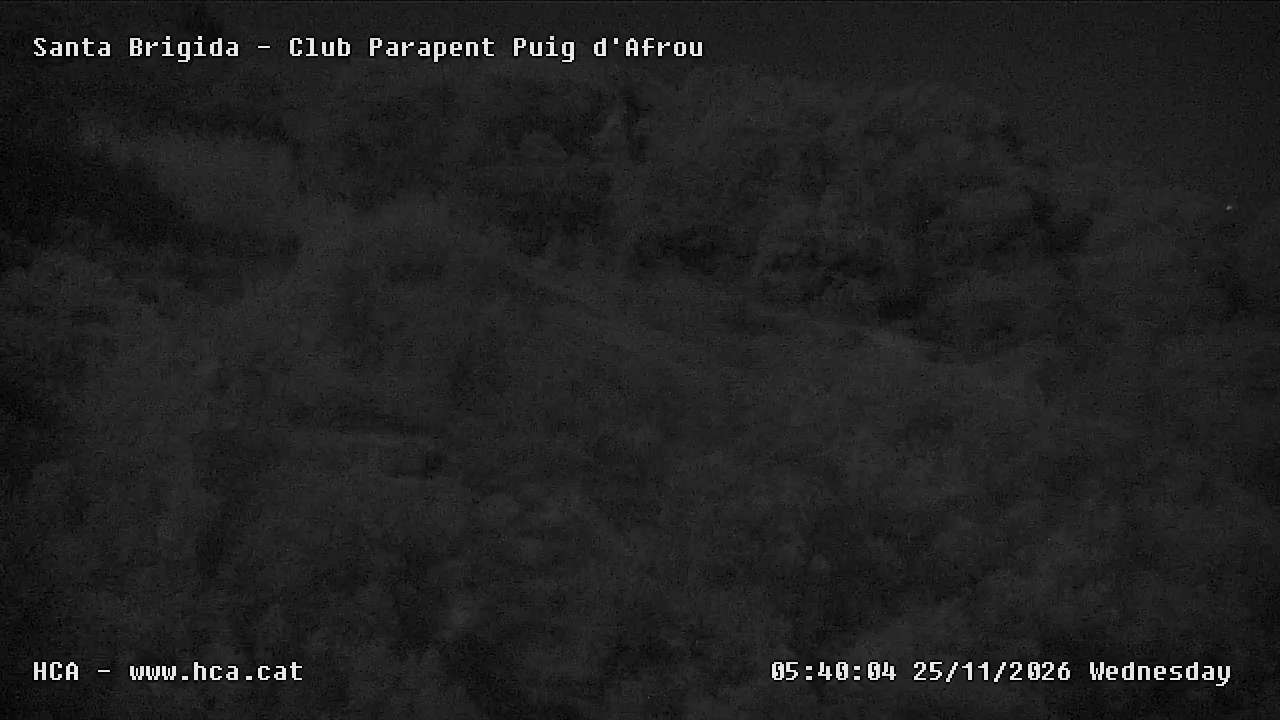 Santa Brigida - Club Parapent Puig d'Afrou
HCA - www.hca.cat
05:40:04 25/11/2026 Wednesday